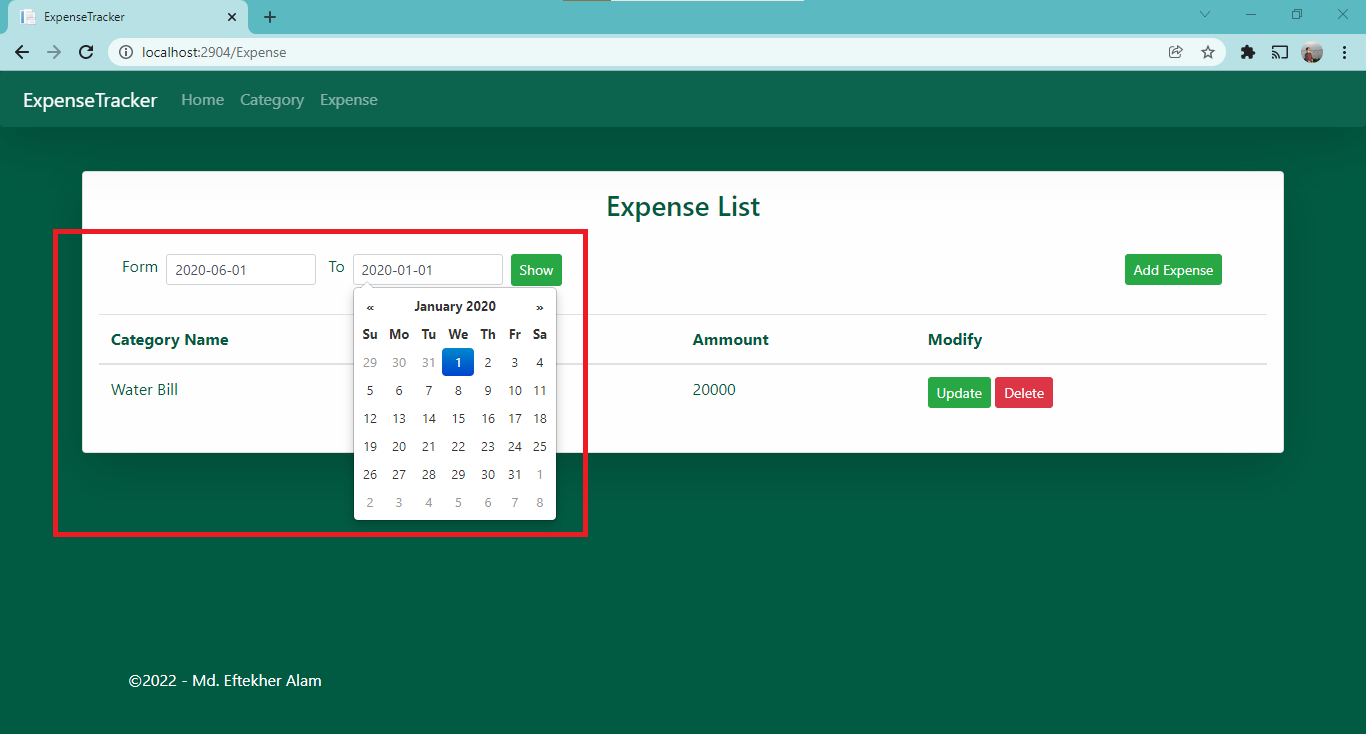 ExpenseTracker
localhost:2904/Expense
ExpenseTracker Home Category Expense
Expense List
Form 2020-06-01 To 2020-01-01 Show Add Expense
« January 2020 »
Su Mo Tu We Th Fr Sa
29 30 31 1 2 3 4
5 6 7 8 9 10 11
12 13 14 15 16 17 18
19 20 21 22 23 24 25
26 27 28 29 30 31 1
2 3 4 5 6 7 8
Category Name Ammount Modify
Water Bill 20000 Update Delete
©2022 - Md. Eftekher Alam